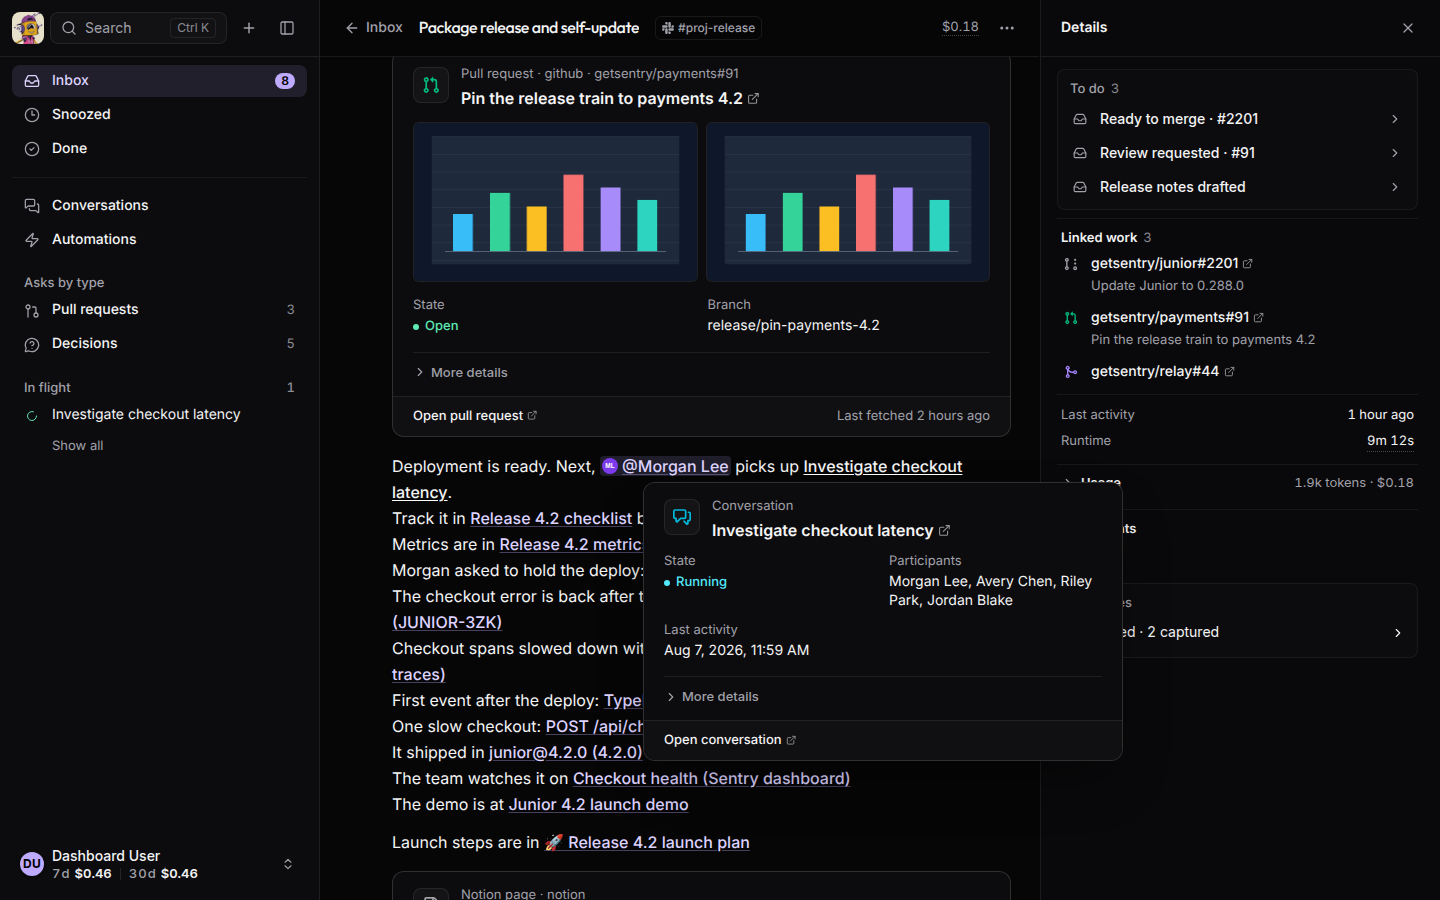 Search
Ctrl K
Inbox
8
Snoozed
Done
Conversations
Automations
Asks by type
Pull requests
3
Decisions
5
In flight
1
Investigate checkout latency
Show all
DU
Dashboard User
7d $0.46
30d $0.46
Inbox
Package release and self-update
#proj-release
$0.18
Pull request · github · getsentry/payments#91
Pin the release train to payments 4.2
State
Open
Branch
release/pin-payments-4.2
More details
Open pull request
Last fetched 2 hours ago
Deployment is ready. Next, ML @Morgan Lee picks up Investigate checkout
latency.
Track it in Release 4.2 checklist
Metrics are in Release 4.2
Morgan asked to hold the deploy:
The checkout error is back after
(JUNIOR-3ZK)
Checkout spans slowed down
traces)
First event after the deploy: Type
One slow checkout: POST
It shipped in junior@4.2.0 (4.2.0)
The team watches it on Checkout health (Sentry dashboard)
The demo is at Junior 4.2 launch demo
Launch steps are in 🚀 Release 4.2 launch plan
Notion page · notion
Conversation
Investigate checkout latency
State
Running
Participants
Morgan Lee, Avery Chen, Riley
Park, Jordan Blake
Last activity
Aug 7, 2026, 11:59 AM
More details
Open conversation
Details
To do 3
Ready to merge · #2201
Review requested · #91
Release notes drafted
Linked work 3
getsentry/junior#2201
Update Junior to 0.288.0
getsentry/payments#91
Pin the release train to payments 4.2
getsentry/relay#44
Last activity
1 hour ago
Runtime
9m 12s
Usage
1.9k tokens · $0.18
· 2 captured